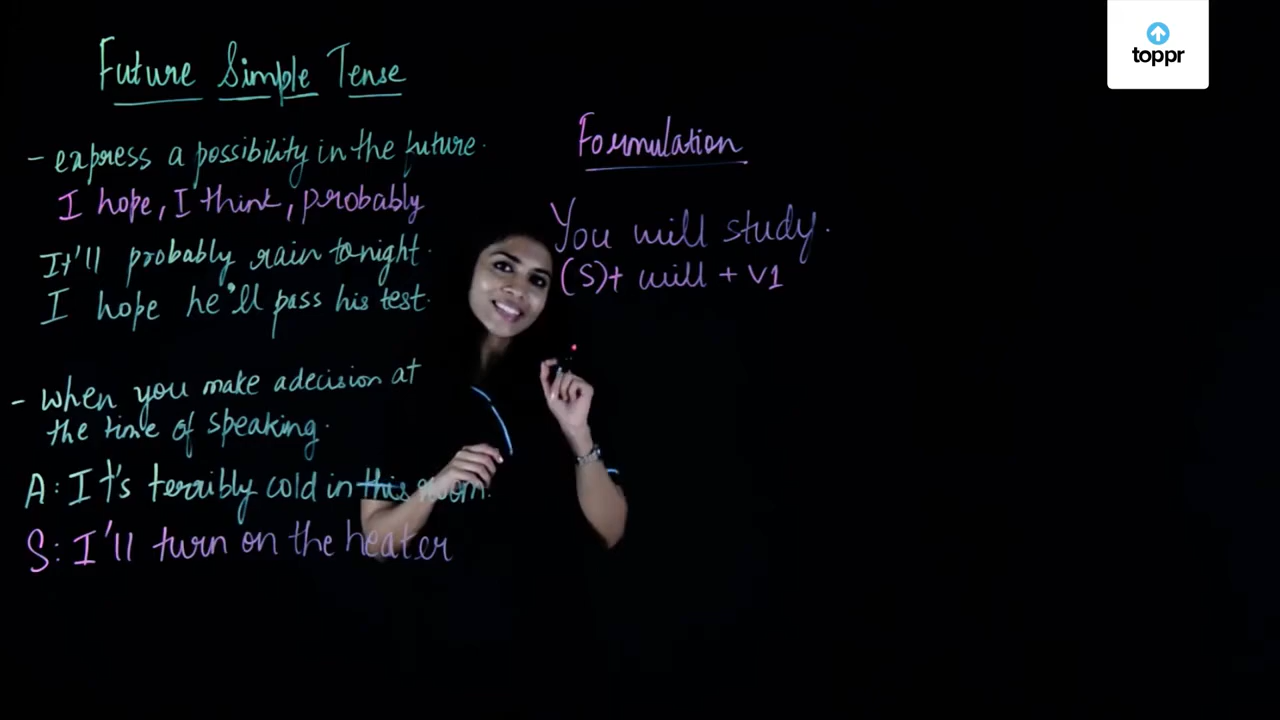 toppr
Future Simple Tense
- express a possibility in the future.
I hope, I think, probably
It'll probably rain tonight.
I hope he'll pass his test.
- when you make a decision at
the time of speaking.
A: It's terribly cold in this room.
S: I'll turn on the heater
Formulation
You will study.
(S)+ will + v1